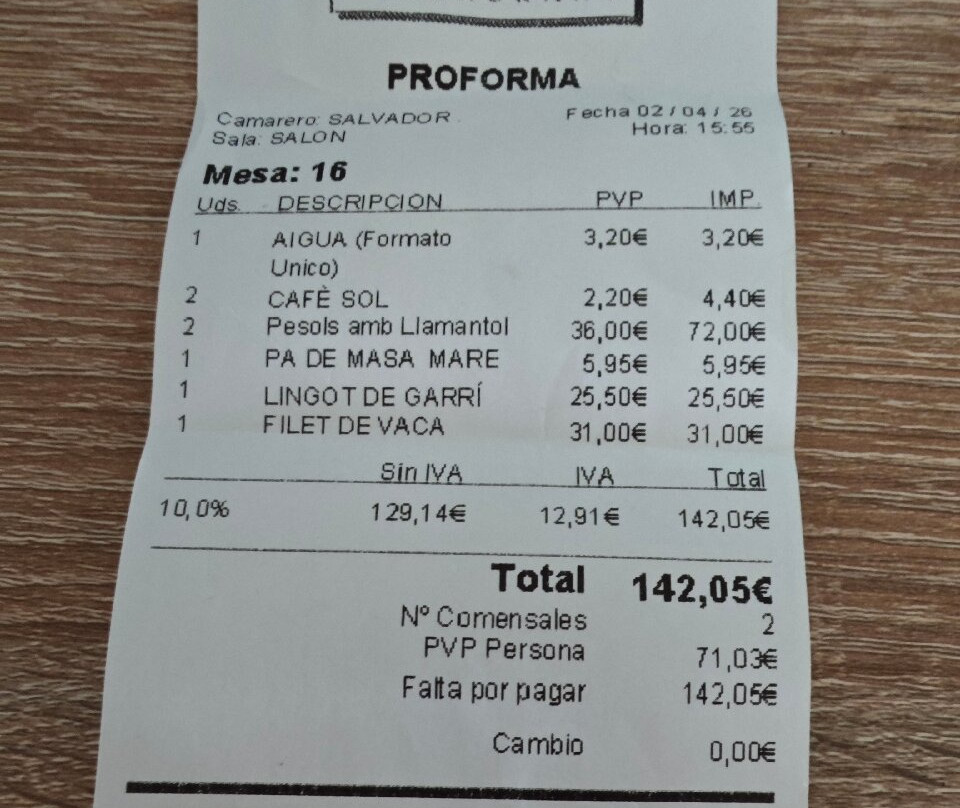 PROFORMA
Camarero: SALVADOR Fecha 02/04/26
Sala: SALON Hora: 15:55
Mesa: 16
Uds. DESCRIPCION PVP IMP.
1 AIGUA (Formato 3,20€ 3,20€
Unico)
2 CAFÈ SOL 2,20€ 4,40€
2 Pesols amb Llamantol 36,00€ 72,00€
1 PA DE MASA MARE 5,95€ 5,95€
1 LINGOT DE GARRÍ 25,50€ 25,50€
1 FILET DE VACA 31,00€ 31,00€
Sin IVA IVA Total
10,0% 129,14€ 12,91€ 142,05€
Total 142,05€
Nº Comensales 2
PVP Persona 71,03€
Falta por pagar 142,05€
Cambio 0,00€